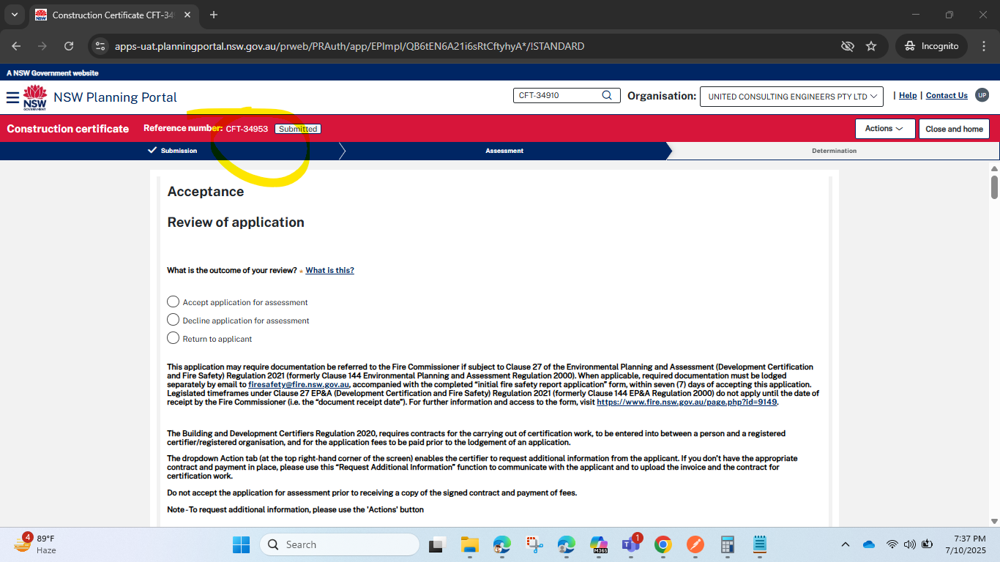 Construction Certificate CFT-34
apps-uat.planningportal.nsw.gov.au/prweb/PRAuth/app/EPImpl/QB6tEN6A21i6sRtCftyhyA*/!STANDARD
Incognito
A NSW Government website
NSW
GOVERNMENT
NSW Planning Portal
CFT-34910
Organisation:
UNITED CONSULTING ENGINEERS PTY LTD
| Help | Contact Us
UP
Construction certificate
Reference number: CFT-34953 Submitted
Actions
Close and home
Submission
Assessment
Determination
Acceptance
Review of application
What is the outcome of your review? * What is this?
Accept application for assessment
Decline application for assessment
Return to applicant
This application may require documentation be referred to the Fire Commissioner if subject to Clause 27 of the Environmental Planning and Assessment (Development Certification
and Fire Safety) Regulation 2021 (formerly Clause 144 Environmental Planning and Assessment Regulation 2000). When applicable, required documentation must be lodged
separately by email to firesafety@fire.nsw.gov.au, accompanied with the completed “initial fire safety report application” form, within seven (7) days of accepting this application.
Legislated timeframes under Clause 27 EP&A (Development Certification and Fire Safety) Regulation 2021 (formerly Clause 144 EP&A Regulation 2000) do not apply until the date of
receipt by the Fire Commissioner (i.e. the “document receipt date”). For further information and access to the form, visit https://www.fire.nsw.gov.au/page.php?id=9149.
The Building and Development Certifiers Regulation 2020, requires contracts for the carrying out of certification work, to be entered into between a person and a registered
certifier/registered organisation, and for the application fees to be paid prior to the lodgement of an application.
The dropdown Action tab (at the top right-hand corner of the screen) enables the certifier to request additional information from the applicant. If you don’t have the appropriate
contract and payment in place, please use this “Request Additional Information” function to communicate with the applicant and to upload the invoice and the contract for
certification work.
Do not accept the application for assessment prior to receiving a copy of the signed contract and payment of fees.
Note - To request additional information, please use the 'Actions' button
4
89°F
Haze
Search
M365
1
7:37 PM
7/10/2025